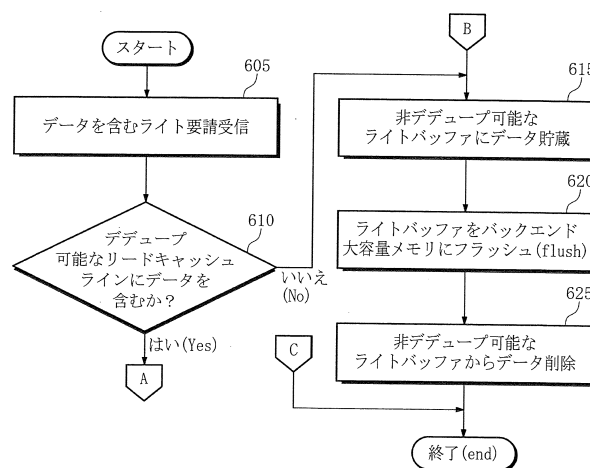 スタート
605
データを含むライト要請受信
610
デデュープ
可能なリードキャッシュ
ラインにデータを
含むか？
いいえ
(No)
はい(Yes)
A
B
615
非デデュープ可能な
ライトバッファにデータ貯蔵
620
ライトバッファをバックエンド
大容量メモリにフラッシュ(flush)
625
非デデュープ可能な
ライトバッファからデータ削除
C
終了(end)